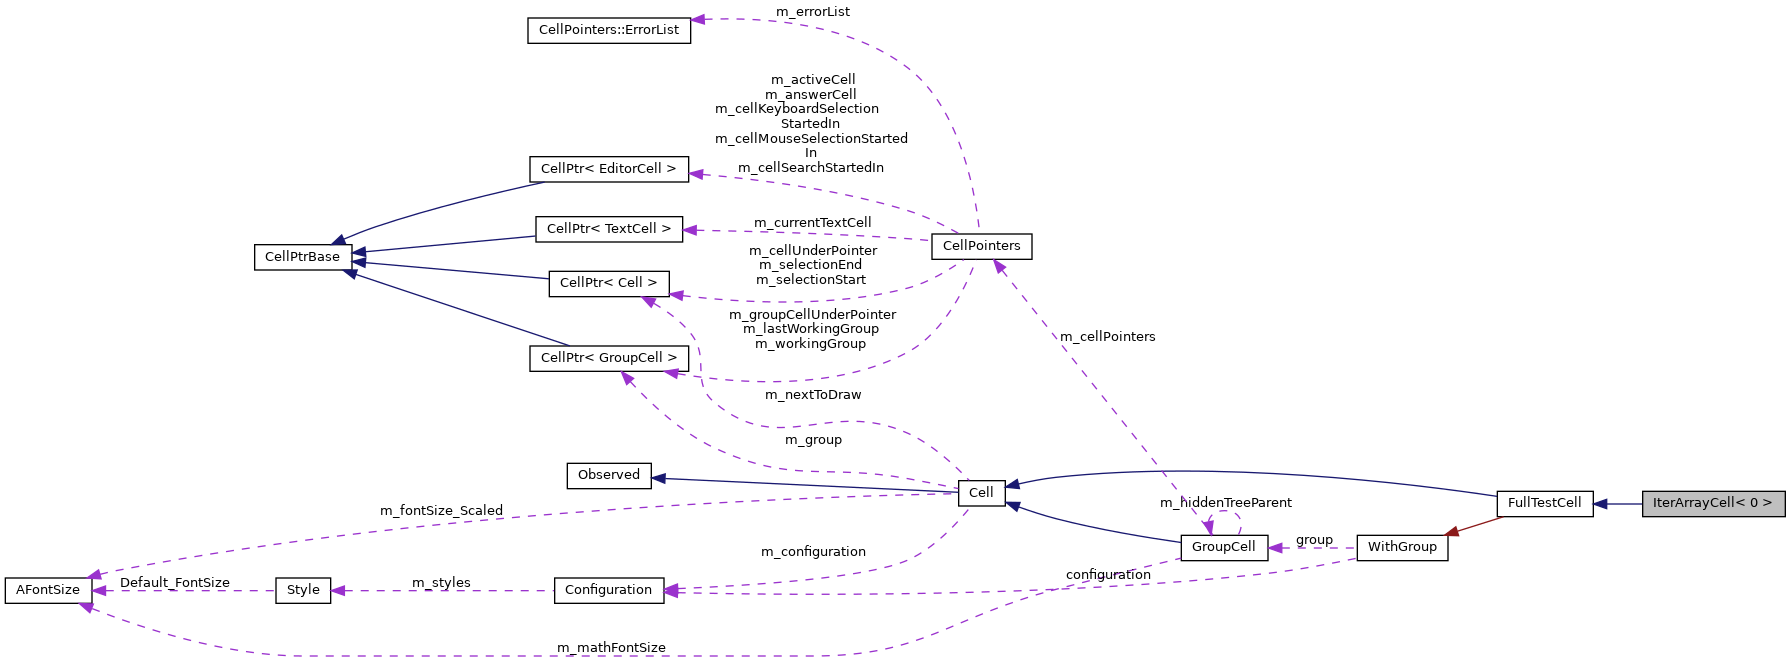 m_errorList
CellPointers::ErrorList
m_activeCell
m_answerCell
m_cellKeyboardSelection
StartedIn
m_cellMouseSelectionStarted
In
m_cellSearchStartedIn
CellPtr< EditorCell >
m_currentTextCell
CellPtr< TextCell >
CellPointers
CellPtrBase
m_cellUnderPointer
m_selectionEnd
m_selectionStart
CellPtr< Cell >
m_groupCellUnderPointer
m_lastWorkingGroup
m_workingGroup
m_cellPointers
CellPtr< GroupCell >
m_nextToDraw
m_group
Observed
Cell
m_hiddenTreeParent
FullTestCell
IterArrayCell< 0 >
m_fontSize_Scaled
m_configuration
GroupCell
group
WithGroup
configuration
AFontSize
Default_FontSize
Style
m_styles
Configuration
m_mathFontSize